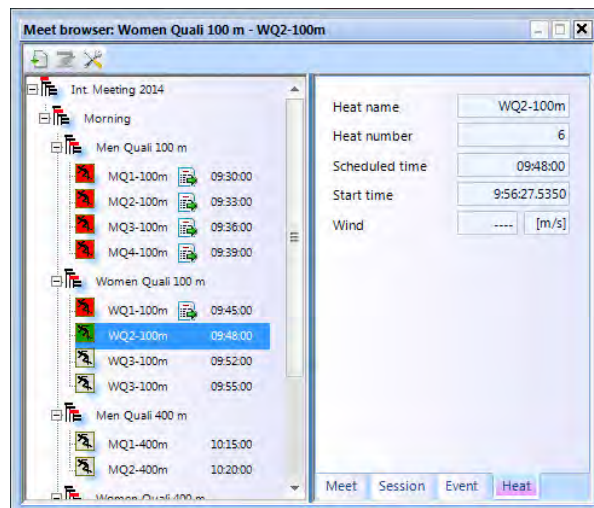 Meet browser: Women Quali 100 m - WQ2-100m
Int. Meeting 2014
Morning
Men Quali 100 m
MQ1-100m 09:30:00
MQ2-100m 09:33:00
MQ3-100m 09:36:00
MQ4-100m 09:39:00
Women Quali 100 m
WQ1-100m 09:45:00
WQ2-100m 09:48:00
WQ3-100m 09:52:00
WQ3-100m 09:55:00
Men Quali 400 m
MQ1-400m 10:15:00
MQ2-400m 10:20:00
Women Quali 400 m
Heat name WQ2-100m
Heat number 6
Scheduled time 09:48:00
Start time 9:56:27.5350
Wind ---- [m/s]
Meet Session Event Heat